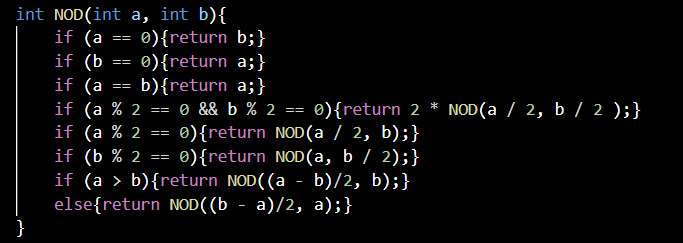 int NOD(int a, int b){
    if (a == 0){return b;}
    if (b == 0){return a;}
    if (a == b){return a;}
    if (a % 2 == 0 && b % 2 == 0){return 2 * NOD(a / 2, b / 2 );}
    if (a % 2 == 0){return NOD(a / 2, b);}
    if (b % 2 == 0){return NOD(a, b / 2);}
    if (a > b){return NOD((a - b)/2, b);}
    else{return NOD((b - a)/2, a);}
}